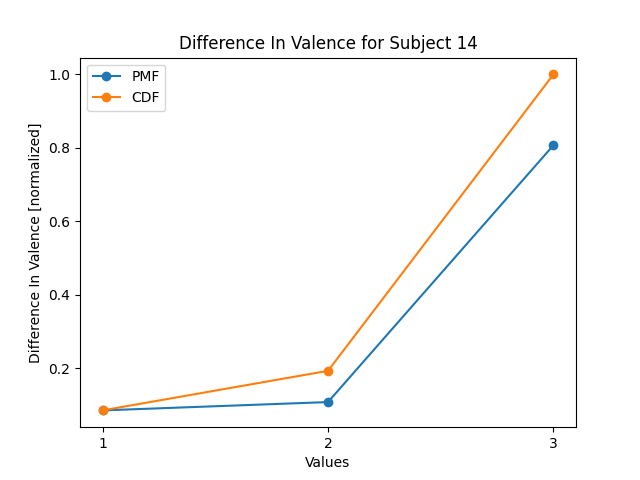 Difference In Valence for Subject 14
PMF
CDF
Difference In Valence [normalized]
1.0
0.8
0.6
0.4
0.2
1 2 3
Values